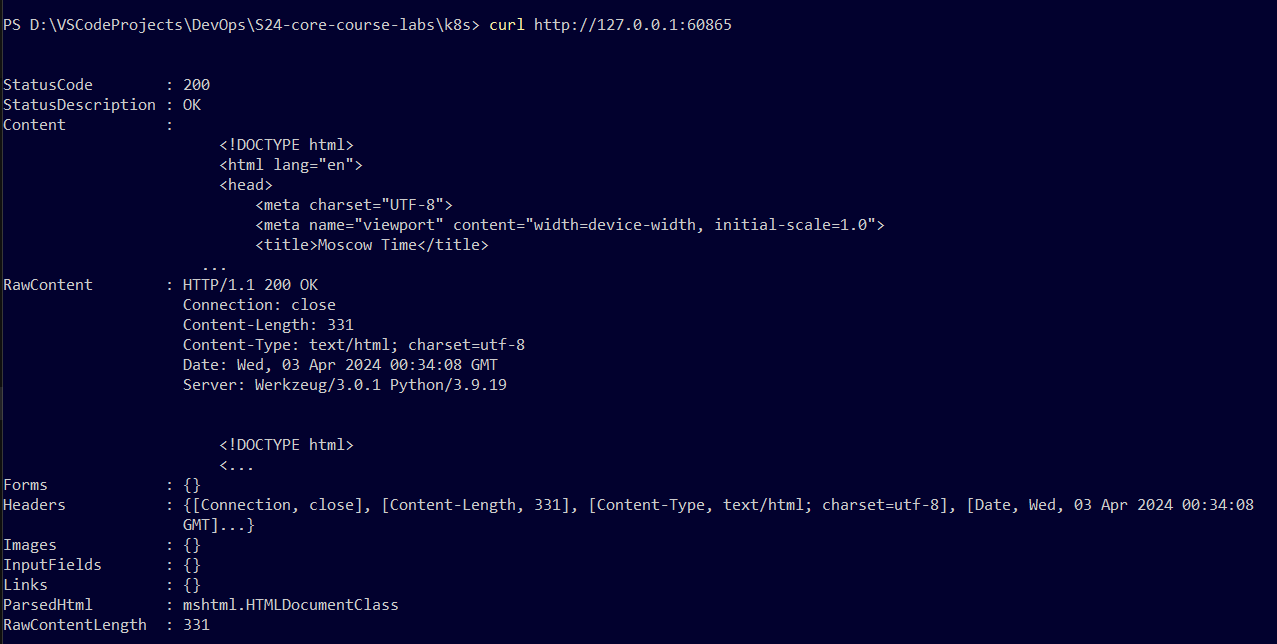 PS D:\VSCodeProjects\DevOps\S24-core-course-labs\k8s> curl http://127.0.0.1:60865
StatusCode        : 200
StatusDescription : OK
Content           :
                        <!DOCTYPE html>
                        <html lang="en">
                        <head>
                            <meta charset="UTF-8">
                            <meta name="viewport" content="width=device-width, initial-scale=1.0">
                            <title>Moscow Time</title>
                      ...
RawContent        : HTTP/1.1 200 OK
                    Connection: close
                    Content-Length: 331
                    Content-Type: text/html; charset=utf-8
                    Date: Wed, 03 Apr 2024 00:34:08 GMT
                    Server: Werkzeug/3.0.1 Python/3.9.19
                        <!DOCTYPE html>
                        <...
Forms             : {}
Headers           : {[Connection, close], [Content-Length, 331], [Content-Type, text/html; charset=utf-8], [Date, Wed, 03 Apr 2024 00:34:08
                    GMT]...}
Images            : {}
InputFields       : {}
Links             : {}
ParsedHtml        : mshtml.HTMLDocumentClass
RawContentLength  : 331